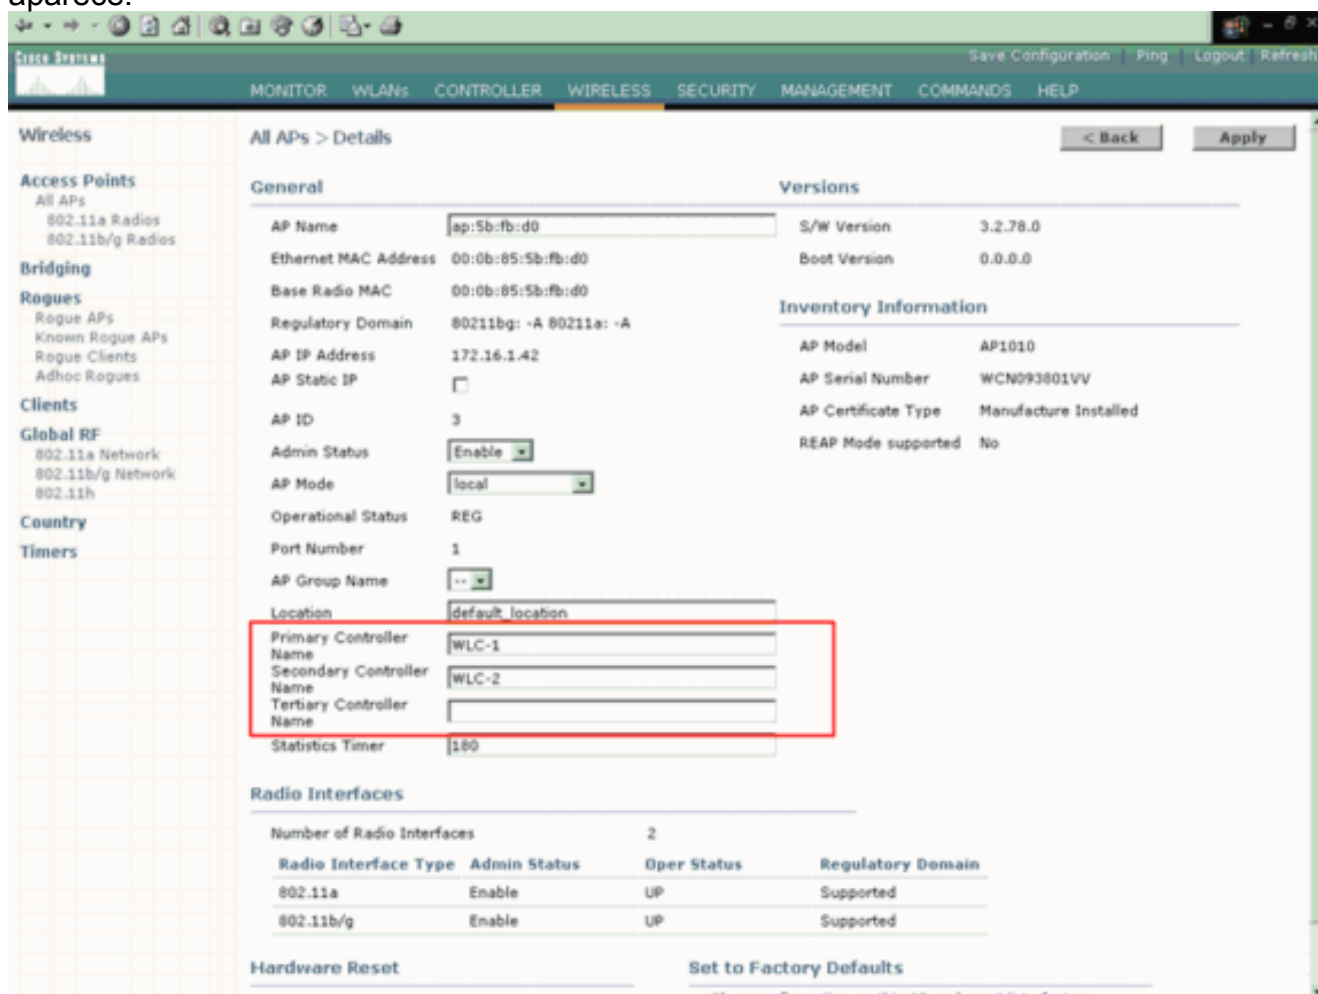 aparece.
Cisco Systems
Save Configuration | Ping | Logout | Refresh
MONITOR WLANs CONTROLLER WIRELESS SECURITY MANAGEMENT COMMANDS HELP
Wireless
Access Points
All APs
802.11a Radios
802.11b/g Radios
Bridging
Rogues
Rogue APs
Known Rogue APs
Rogue Clients
Adhoc Rogues
Clients
Global RF
802.11a Network
802.11b/g Network
802.11h
Country
Timers
All APs > Details
< Back Apply
General
AP Name ap:5b:fb:d0
Ethernet MAC Address 00:0b:85:5b:fb:d0
Base Radio MAC 00:0b:85:5b:fb:d0
Regulatory Domain 80211bg: -A 80211a: -A
AP IP Address 172.16.1.42
AP Static IP
AP ID 3
Admin Status Enable
AP Mode local
Operational Status REG
Port Number 1
AP Group Name --
Location default_location
Primary Controller
Name WLC-1
Secondary Controller
Name WLC-2
Tertiary Controller
Name
Statistics Timer 180
Versions
S/W Version 3.2.78.0
Boot Version 0.0.0.0
Inventory Information
AP Model AP1010
AP Serial Number WCN093801VV
AP Certificate Type Manufacture Installed
REAP Mode supported No
Radio Interfaces
Number of Radio Interfaces 2
Radio Interface Type Admin Status Oper Status Regulatory Domain
802.11a Enable UP Supported
802.11b/g Enable UP Supported
Hardware Reset
Set to Factory Defaults